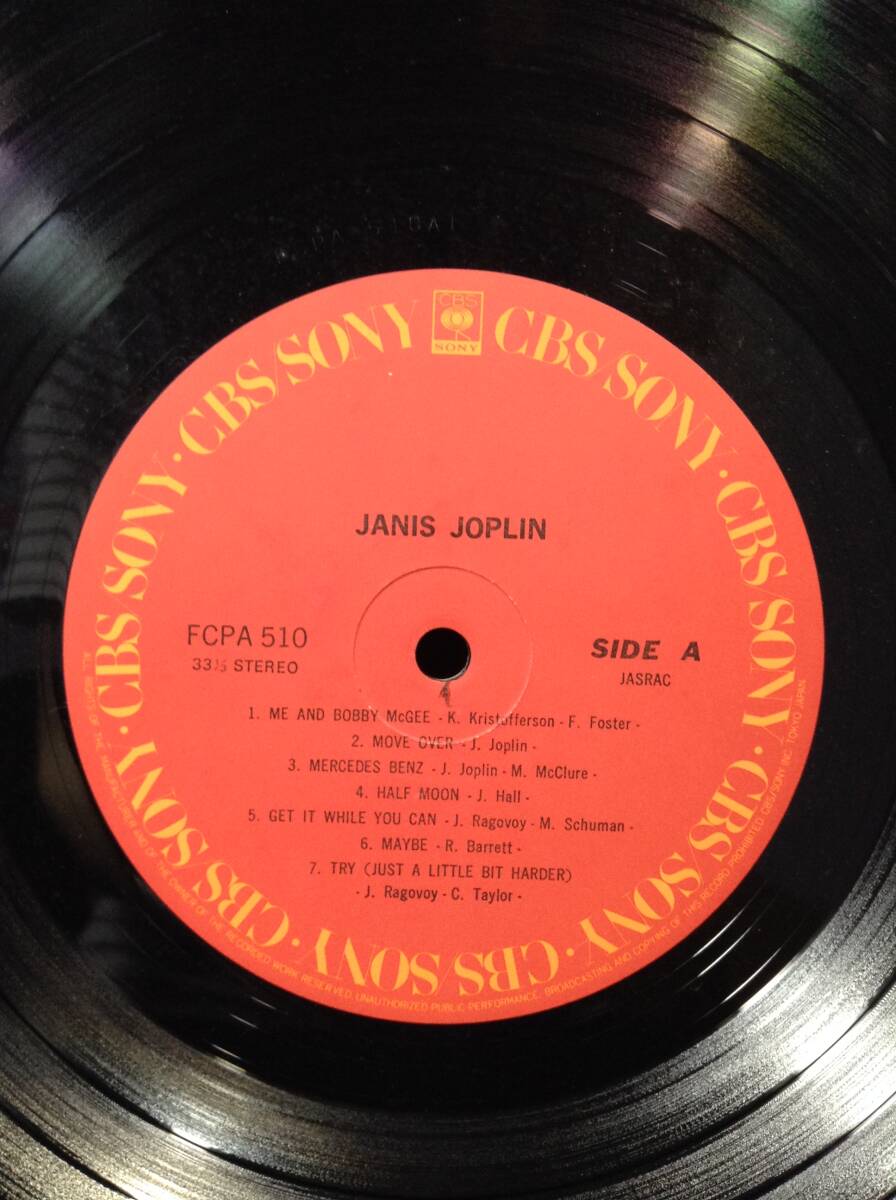 CBS
SONY
CBS/SONY · CBS/SONY · CBS/SONY · CBS/SONY · CBS/SONY · CBS/SONY · CBS/SONY · CBS/SONY
JANIS JOPLIN
FCPA 510
33⅓ STEREO
SIDE A
JASRAC
1. ME AND BOBBY McGEE - K. Kristofferson - F. Foster -
2. MOVE OVER - J. Joplin -
3. MERCEDES BENZ - J. Joplin - M. McClure -
4. HALF MOON - J. Hall -
5. GET IT WHILE YOU CAN - J. Ragovoy - M. Schuman -
6. MAYBE - R. Barrett -
7. TRY (JUST A LITTLE BIT HARDER)
- J. Ragovoy - C. Taylor -
ALL RIGHTS OF THE MANUFACTURER AND OF THE OWNER OF THE RECORDED WORK RESERVED. UNAUTHORIZED PUBLIC PERFORMANCE. BROADCASTING AND COPYING OF THIS RECORD PROHIBITED. CBS/SONY INC. TOKYO JAPAN